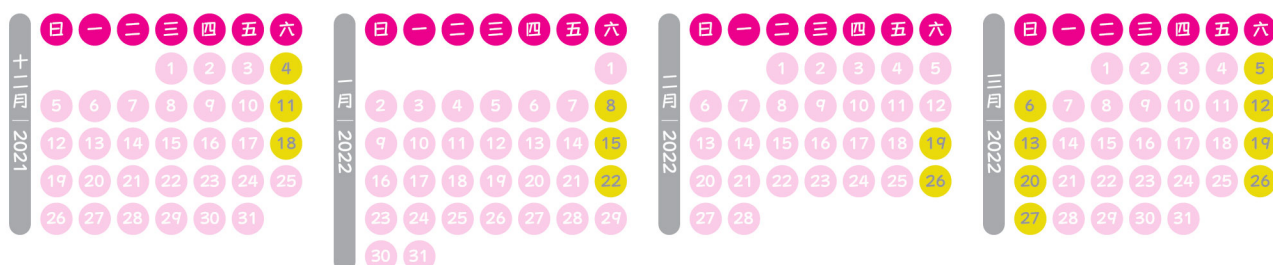 十二月 | 2021
日 一 二 三 四 五 六
1 2 3 4
5 6 7 8 9 10 11
12 13 14 15 16 17 18
19 20 21 22 23 24 25
26 27 28 29 30 31
一月 | 2022
日 一 二 三 四 五 六
1
2 3 4 5 6 7 8
9 10 11 12 13 14 15
16 17 18 19 20 21 22
23 24 25 26 27 28 29
30 31
二月 | 2022
日 一 二 三 四 五 六
1 2 3 4 5
6 7 8 9 10 11 12
13 14 15 16 17 18 19
20 21 22 23 24 25 26
27 28
三月 | 2022
日 一 二 三 四 五 六
1 2 3 4 5
6 7 8 9 10 11 12
13 14 15 16 17 18 19
20 21 22 23 24 25 26
27 28 29 30 31